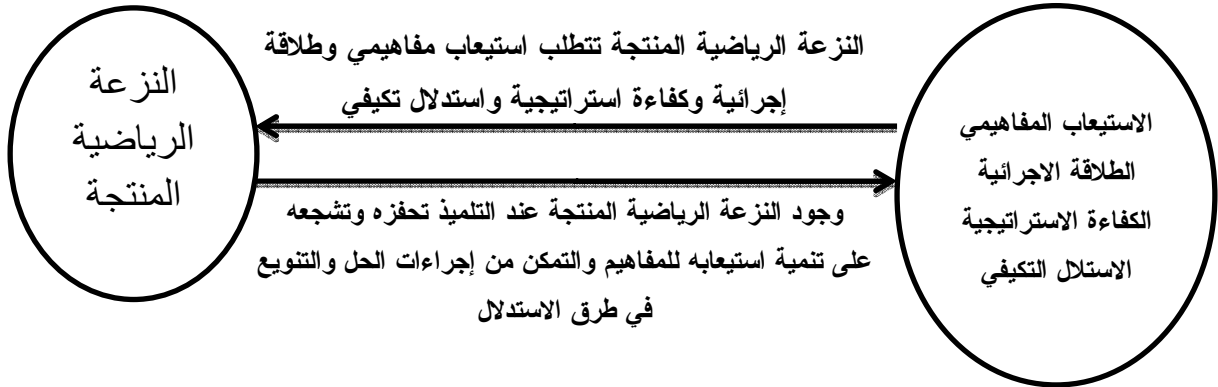 النزعة الرياضية المنتجة تتطلب استيعاب مفاهيمي وطلاقة
إجرائية وكفاءة استراتيجية واستدلال تكيفي
الاستيعاب المفاهيمي
الطلاقة الاجرائية
الكفاءة الاستراتيجية
الاستلال التكيفي
النزعة
الرياضية
المنتجة
وجود النزعة الرياضية المنتجة عند التلميذ تحفزه وتشجعه
على تنمية استيعابه للمفاهيم والتمكن من إجراءات الحل والتنويع
في طرق الاستدلال